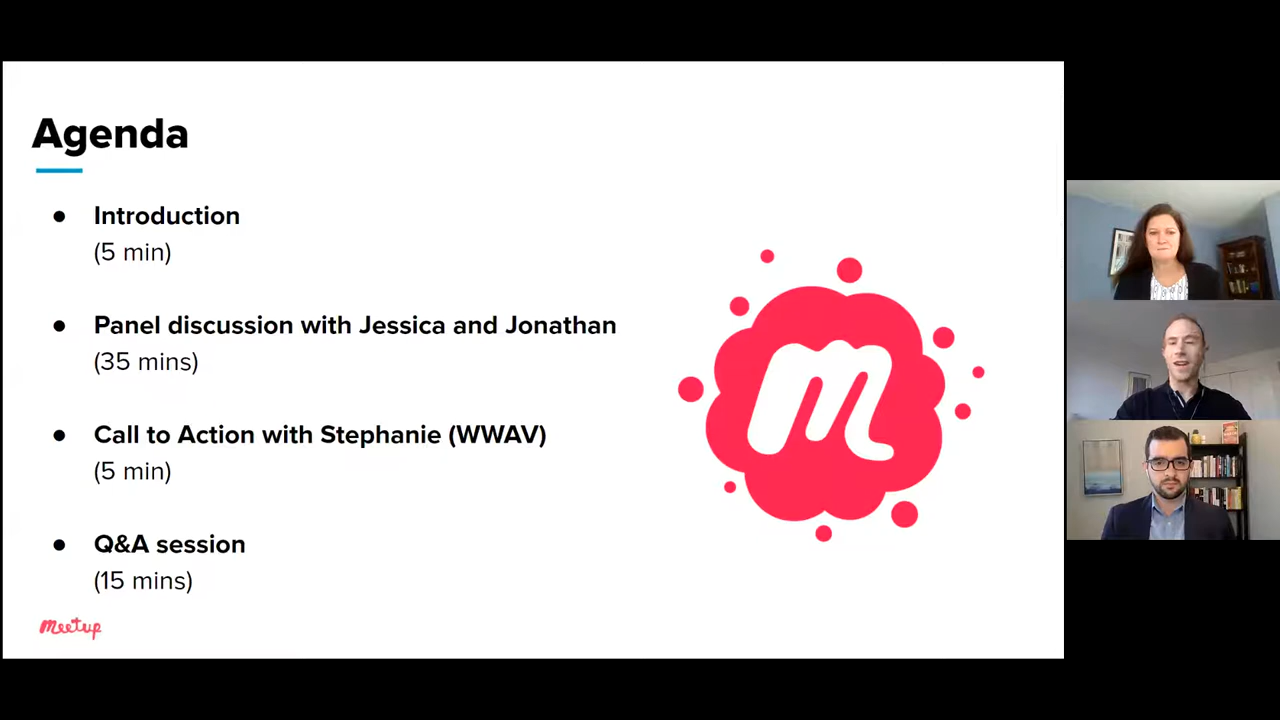 Agenda
● Introduction
(5 min)
● Panel discussion with Jessica and Jonathan
(35 mins)
● Call to Action with Stephanie (WWAV)
(5 min)
● Q&A session
(15 mins)
meetup
m